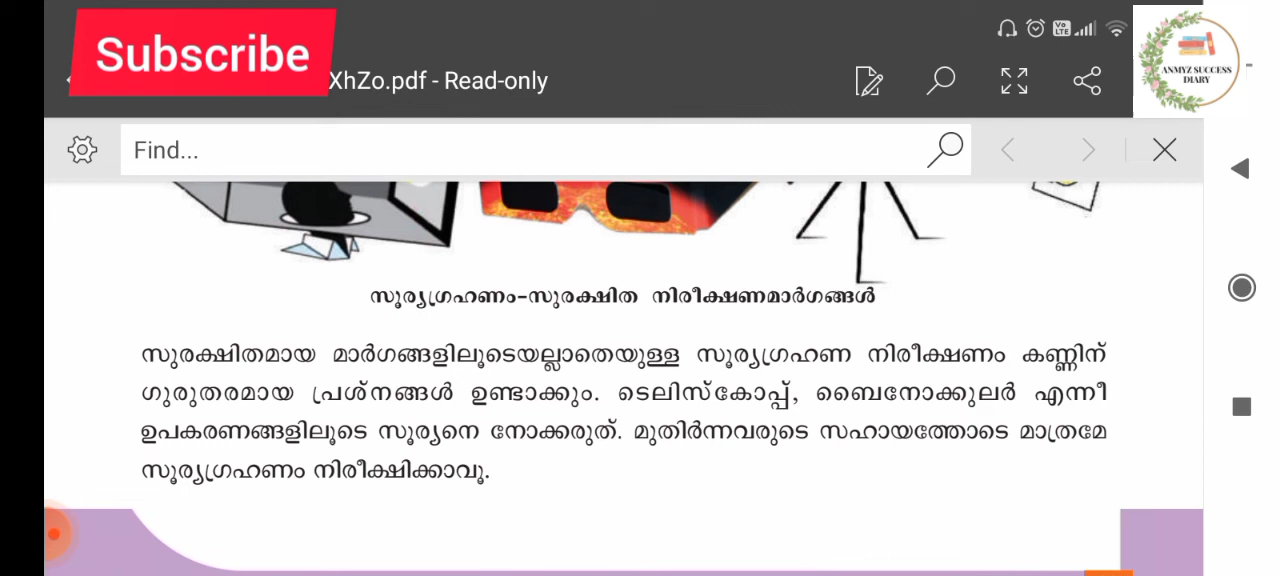 Subscribe
XhZo.pdf - Read-only
Vo
LTE
ANMYZ SUCCESS
DIARY
Find...
സൂര്യഗ്രഹണം-സുരക്ഷിത നിരീക്ഷണമാർഗങ്ങൾ
സുരക്ഷിതമായ മാർഗങ്ങളിലൂടെയല്ലാതെയുള്ള സൂര്യഗ്രഹണ നിരീക്ഷണം കണ്ണിന്
ഗുരുതരമായ പ്രശ്നങ്ങൾ ഉണ്ടാക്കും. ടെലിസ്കോപ്പ്, ബൈനോക്കുലർ എന്നീ
ഉപകരണങ്ങളിലൂടെ സൂര്യനെ നോക്കരുത്. മുതിർന്നവരുടെ സഹായത്തോടെ മാത്രമേ
സൂര്യഗ്രഹണം നിരീക്ഷിക്കാവൂ.